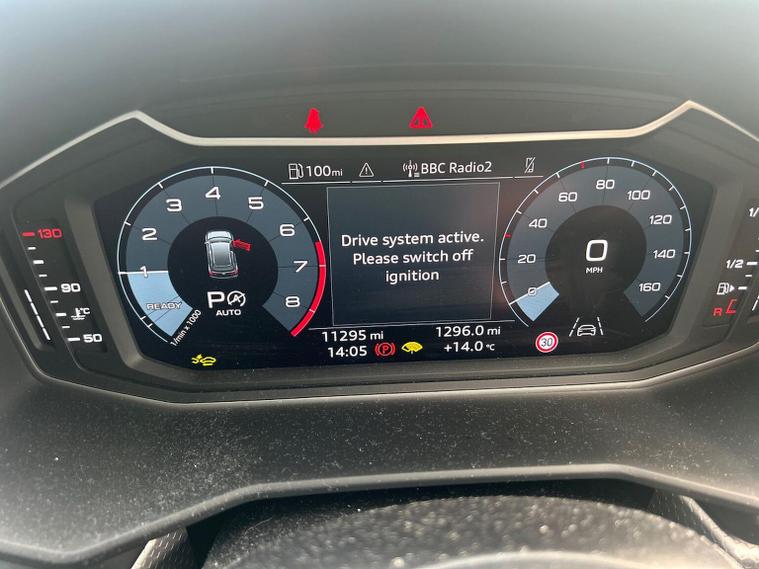 100mi
BBC Radio2
1
2
3
4
5
6
7
8
READY
1/min x 1000
P A
AUTO
Drive system active.
Please switch off
ignition
11295 mi
1296.0 mi
14:05
P
+14.0 °C
0
20
40
60
80
100
120
140
160
0
MPH
30
130
90
°C
50
1/
1/2
R